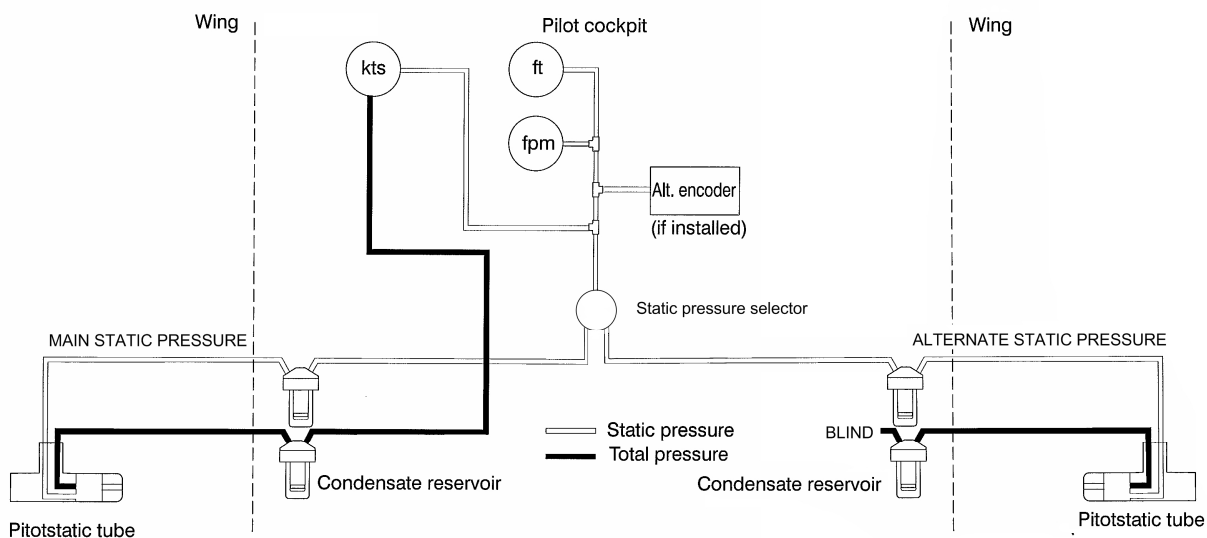 Wing
Pilot cockpit
Wing
kts
ft
fpm
Alt. encoder
(if installed)
Static pressure selector
MAIN STATIC PRESSURE
ALTERNATE STATIC PRESSURE
Static pressure
BLIND
Total pressure
Condensate reservoir
Condensate reservoir
Pitotstatic tube
Pitotstatic tube